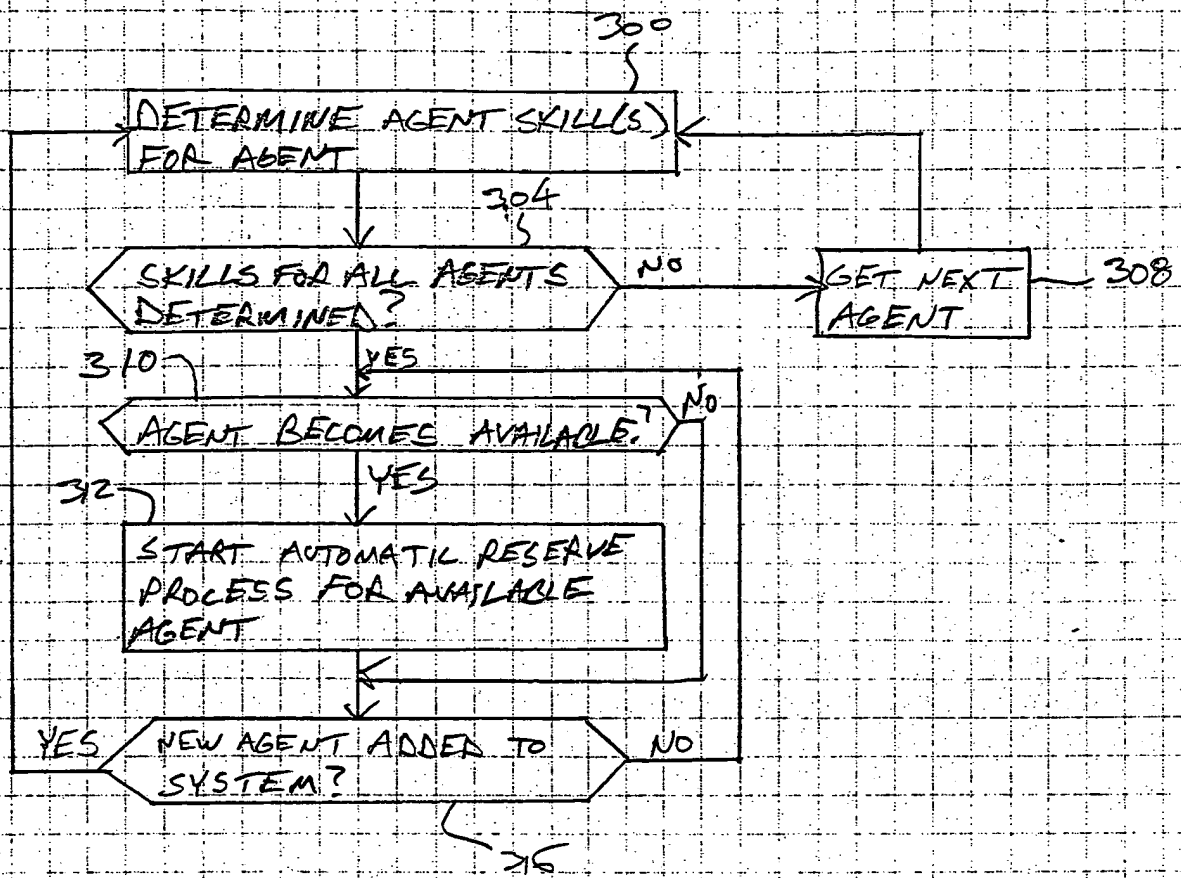 300
DETERMINE AGENT SKILL(S)
FOR AGENT
304
SKILLS FOR ALL AGENTS
DETERMINED?
NO
GET NEXT
AGENT
308
YES
310
AGENT BECOMES AVAILABLE?
NO
YES
312
START AUTOMATIC RESERVE
PROCESS FOR AVAILABLE
AGENT
YES
NEW AGENT ADDED TO
SYSTEM?
NO
316